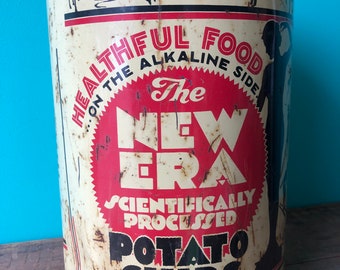 HEALTHFUL FOOD
...ON THE ALKALINE SIDE
The
NEW
ERA
SCIENTIFICALLY
PROCESSED
POTATO